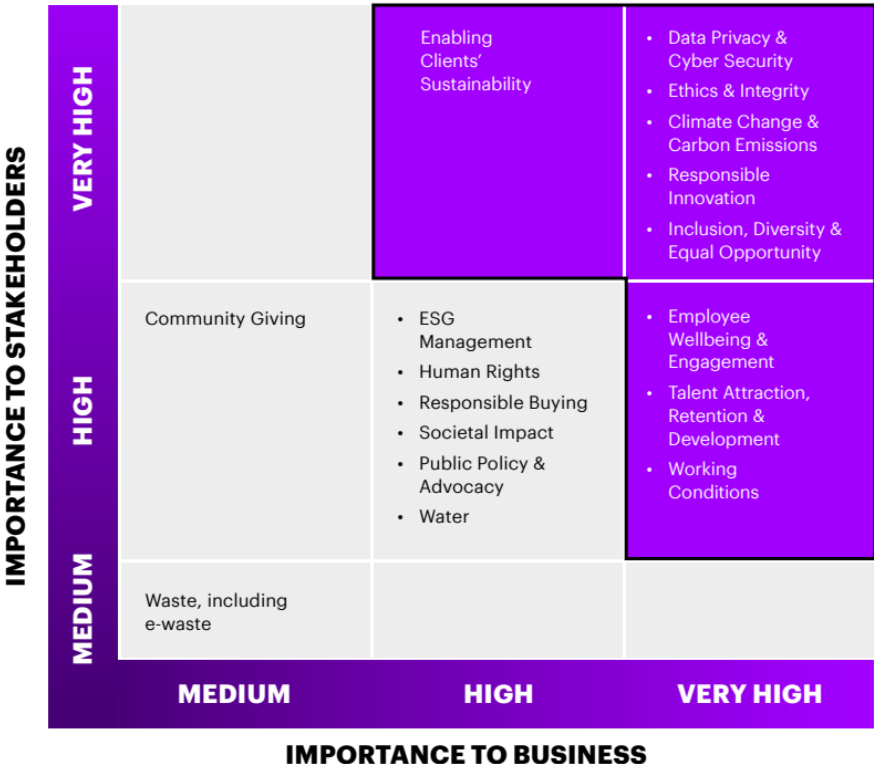 IMPORTANCE TO STAKEHOLDERS
VERY HIGH
Enabling
Clients’
Sustainability
• Data Privacy &
Cyber Security
• Ethics & Integrity
• Climate Change &
Carbon Emissions
• Responsible
Innovation
• Inclusion, Diversity &
Equal Opportunity
HIGH
Community Giving
• ESG
Management
• Human Rights
• Responsible Buying
• Societal Impact
• Public Policy &
Advocacy
• Water
• Employee
Wellbeing &
Engagement
• Talent Attraction,
Retention &
Development
• Working
Conditions
MEDIUM
Waste, including
e-waste
MEDIUM
HIGH
VERY HIGH
IMPORTANCE TO BUSINESS